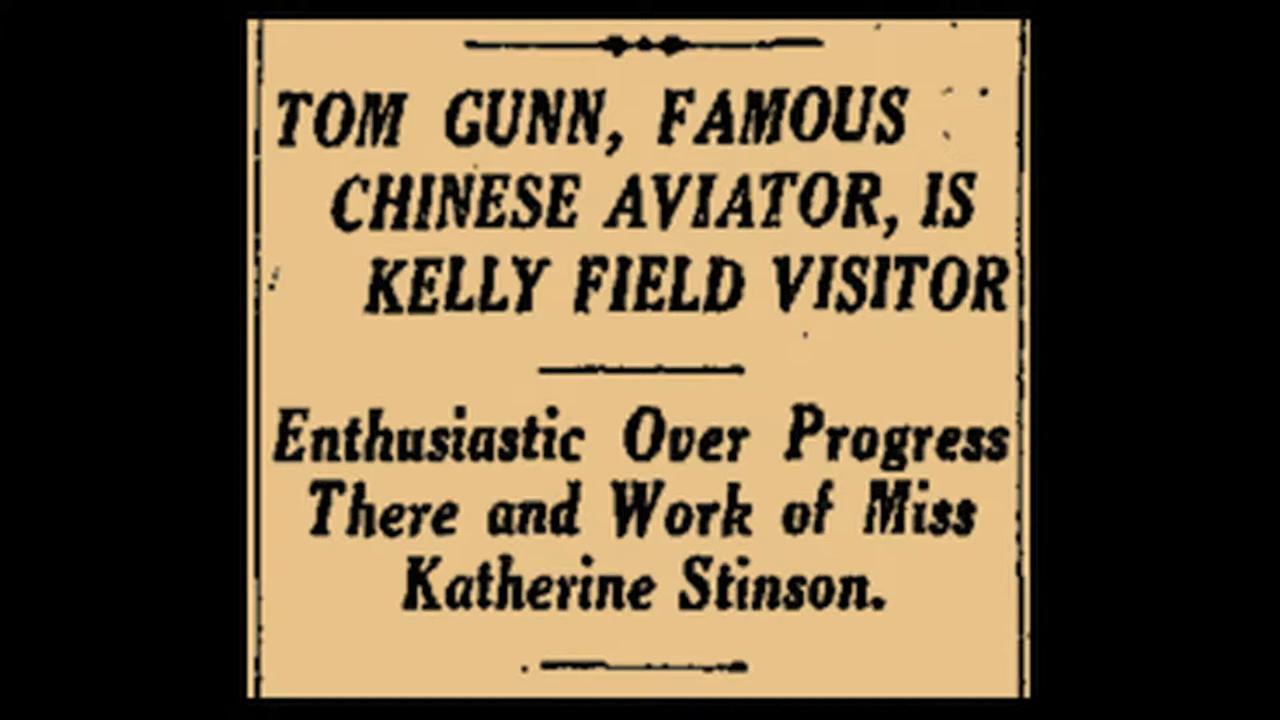 TOM GUNN, FAMOUS
CHINESE AVIATOR, IS
KELLY FIELD VISITOR
Enthusiastic Over Progress
There and Work of Miss
Katherine Stinson.